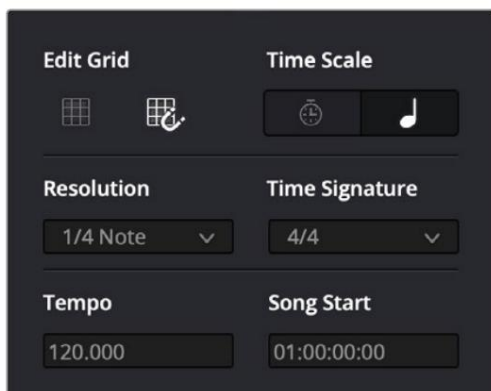 Edit Grid Time Scale
Resolution Time Signature
1/4 Note 4/4
Tempo Song Start
120.000 01:00:00:00